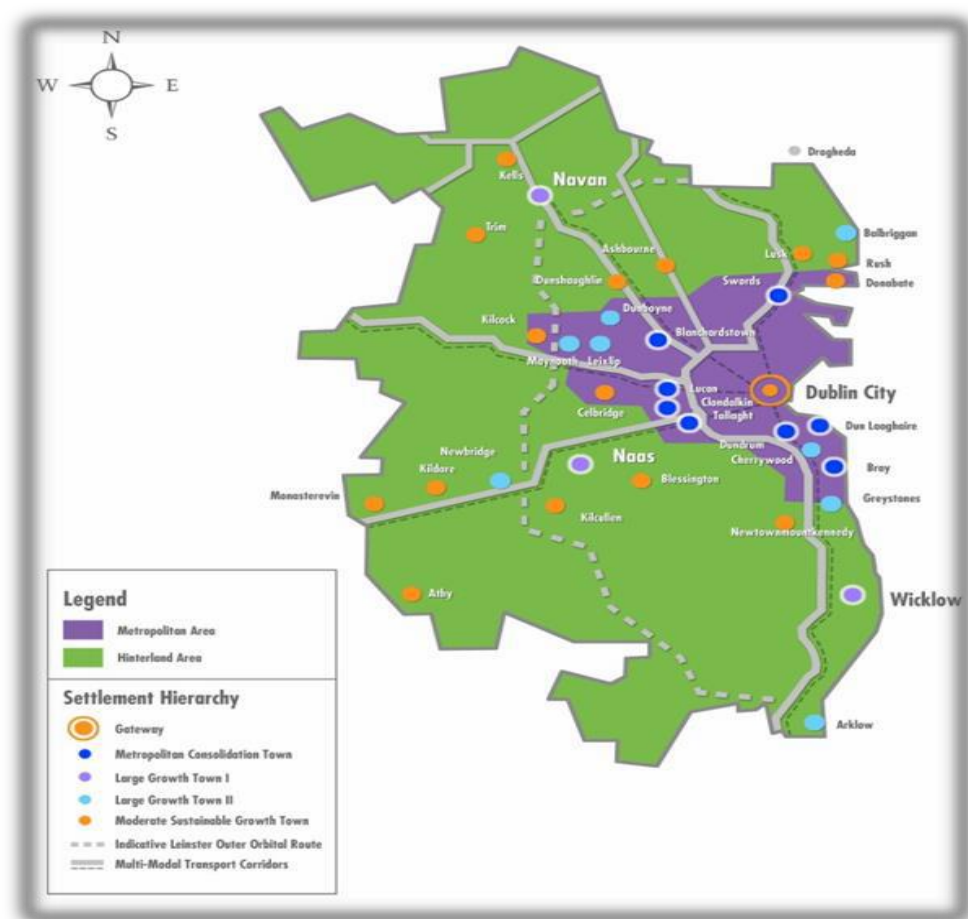 N
W E
S
Drogheda
Kells
Navan
Trim
Balbriggan
Ashbourne
Lusk
Rush
Dunshaughlin
Swords
Donabate
Dunboyne
Kilcock
Blanchardstown
Maynooth Leixlip
Lucan
Dublin City
Clondalkin
Celbridge
Tallaght
Dun Laoghaire
Dundrum
Newbridge
Naas
Cherrywood
Kildare
Bray
Blessington
Monasterevin
Greystones
Kilcullen
Newtownmountkennedy
Athy
Wicklow
Arklow
Legend
Metropolitan Area
Hinterland Area
Settlement Hierarchy
Gateway
Metropolitan Consolidation Town
Large Growth Town I
Large Growth Town II
Moderate Sustainable Growth Town
Indicative Leinster Outer Orbital Route
Multi-Modal Transport Corridors